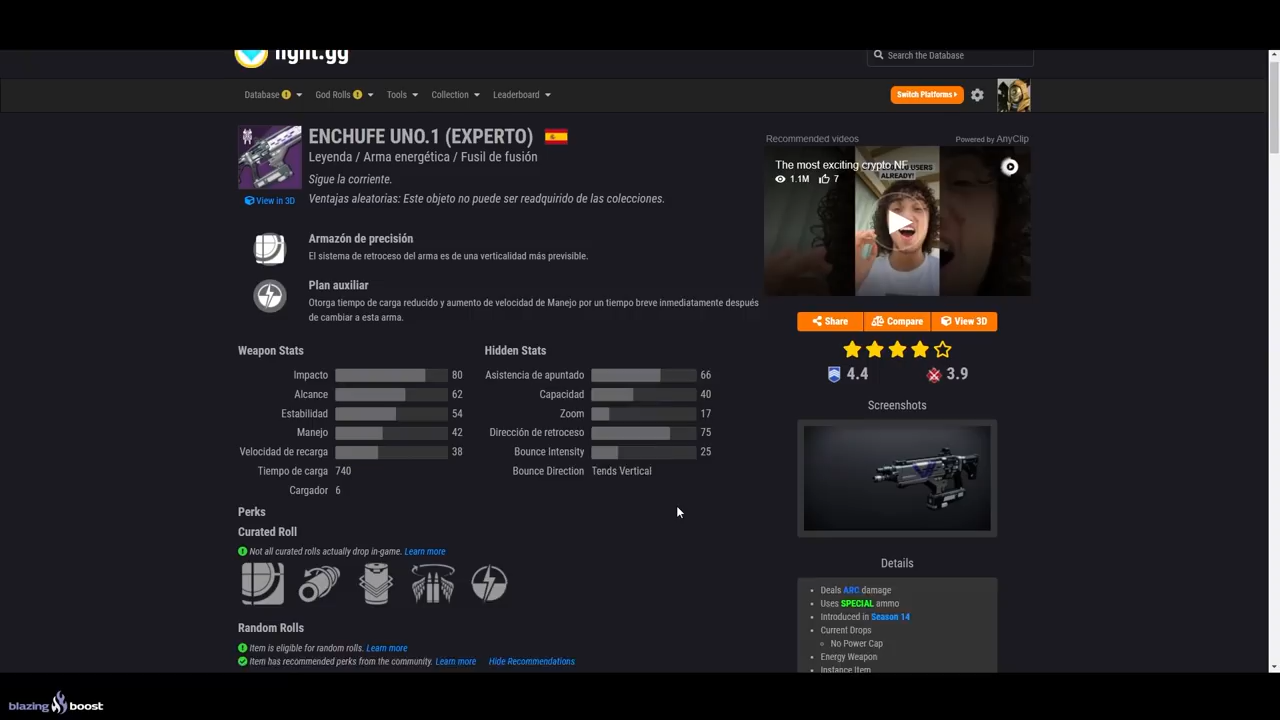 light.gg
Search the Database
Database
God Rolls
Tools
Collection
Leaderboard
Switch Platforms
ENCHUFE UNO.1 (EXPERTO)
Leyenda / Arma energética / Fusil de fusión
Sigue la corriente.
Ventajas aleatorias: Este objeto no puede ser readquirido de las colecciones.
View in 3D
Armazón de precisión
El sistema de retroceso del arma es de una verticalidad más previsible.
Plan auxiliar
Otorga tiempo de carga reducido y aumento de velocidad de Manejo por un tiempo breve inmediatamente después
de cambiar a esta arma.
Weapon Stats
Impacto 80
Alcance 62
Estabilidad 54
Manejo 42
Velocidad de recarga 38
Tiempo de carga 740
Cargador 6
Hidden Stats
Asistencia de apuntado 66
Capacidad 40
Zoom 17
Dirección de retroceso 75
Bounce Intensity 25
Bounce Direction Tends Vertical
Perks
Curated Roll
Not all curated rolls actually drop in-game. Learn more
Random Rolls
Item is eligible for random rolls. Learn more
Item has recommended perks from the community. Learn more Hide Recommendations
Recommended videos
Powered by AnyClip
The most exciting crypto NF
1.1M 7
USERS
ALREADY!
Share
Compare
View 3D
4.4
3.9
Screenshots
Details
Deals ARC damage
Uses SPECIAL ammo
Introduced in Season 14
Current Drops
No Power Cap
Energy Weapon
Instance Item
blazing boost